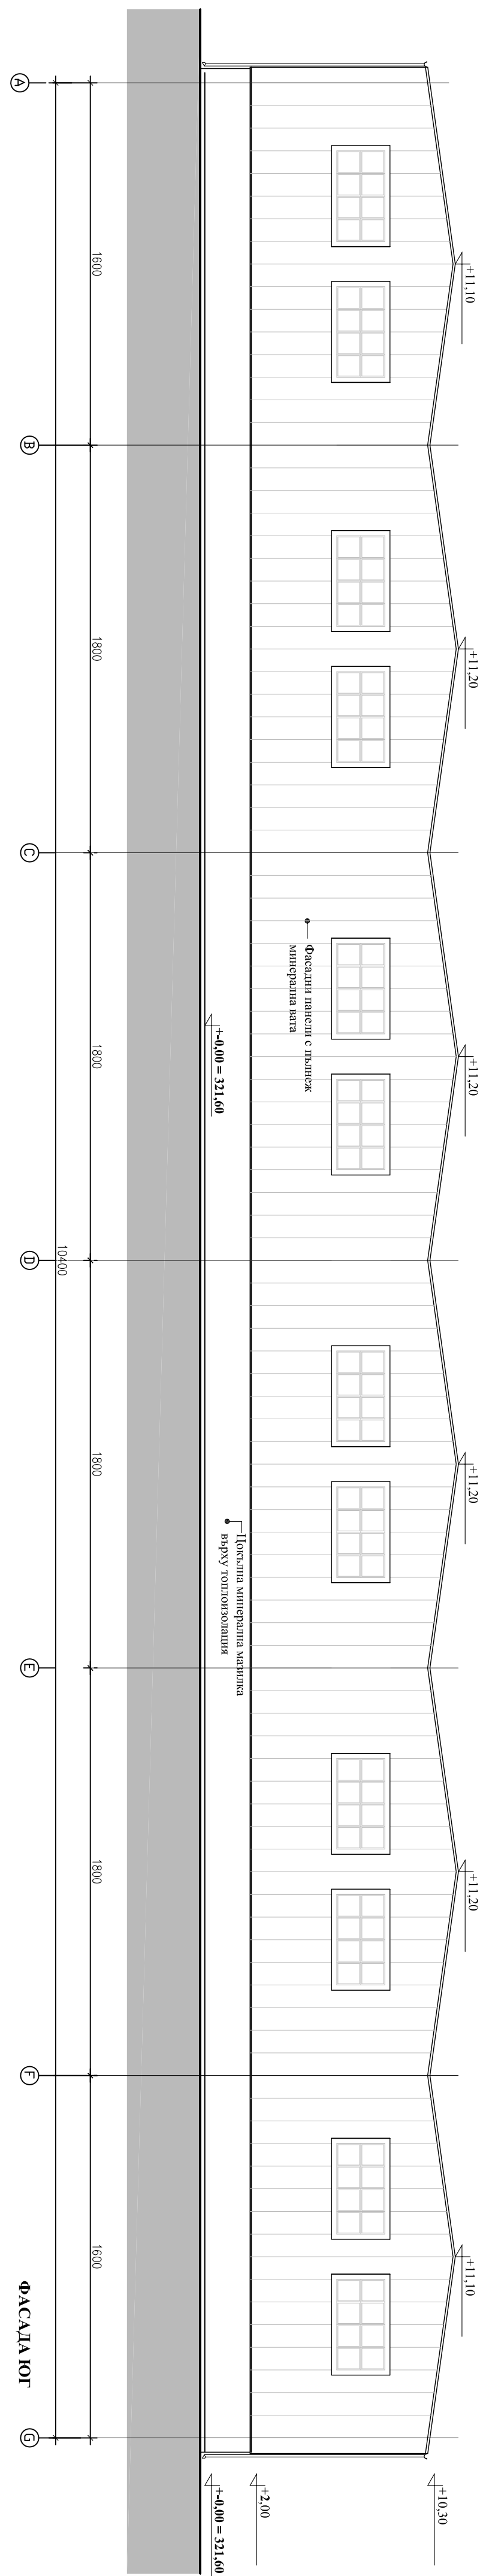 +11,10
+11,20
+11,20
+11,20
+11,20
+11,10
+10,30
Фасадни панели с пълнеж
минерална вата
+2,00
Цокълна минерална мазилка
върху топлоизолация
+-0,00 = 321,60
+-0,00 = 321,60
1600
1800
1800
1800
1800
1600
10400
A
B
C
D
E
F
G
ФАСАДА ЮГ